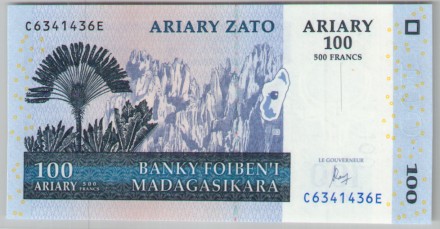 C6341436E
ARIARY ZATO
ARIARY
100
500 FRANCS
LE GOUVERNEUR
100
ARIARY 500 FRANCS
BANKY FOIBEN'I
MADAGASIKARA
C6341436E
100